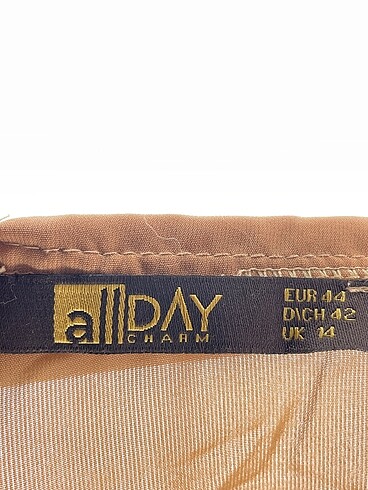 allDAY
CHARM
EUR 44
D\CH 42
UK 14